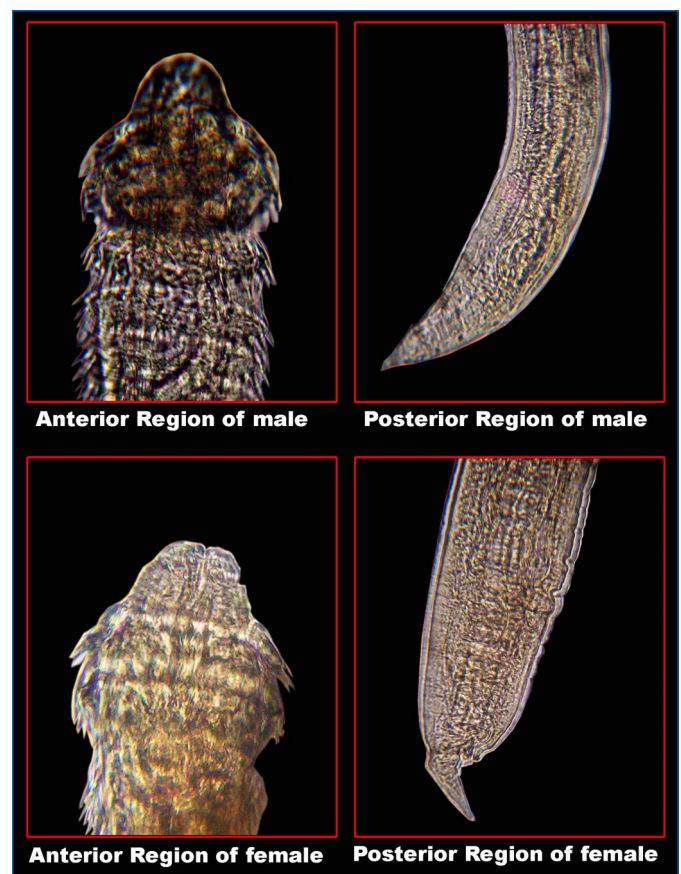 Anterior Region of male
Posterior Region of male
Anterior Region of female
Posterior Region of female